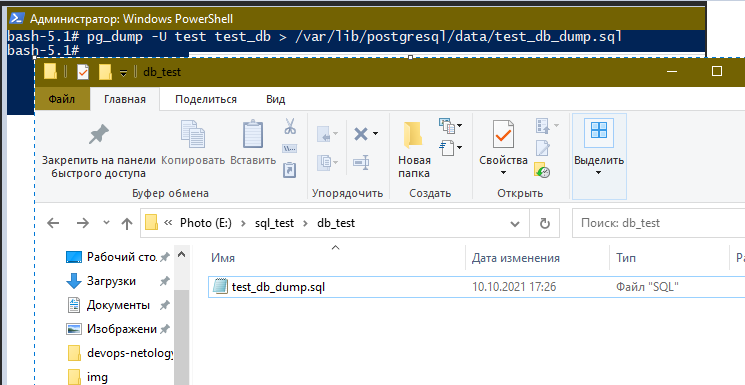 Администратор: Windows PowerShell
bash-5.1# pg_dump -U test test_db > /var/lib/postgresql/data/test_db_dump.sql
bash-5.1#
db_test
Файл Главная Поделиться Вид
Закрепить на панели быстрого доступа
Копировать
Вставить
Буфер обмена
Упорядочить
Новая папка
Создать
Свойства
Открыть
Выделить
« Photo (E:) > sql_test > db_test
Поиск: db_test
Имя Дата изменения Тип Ра
Рабочий сто.
Загрузки
Документы
Изображени
devops-netology
img
test_db_dump.sql 10.10.2021 17:26 Файл "SQL"